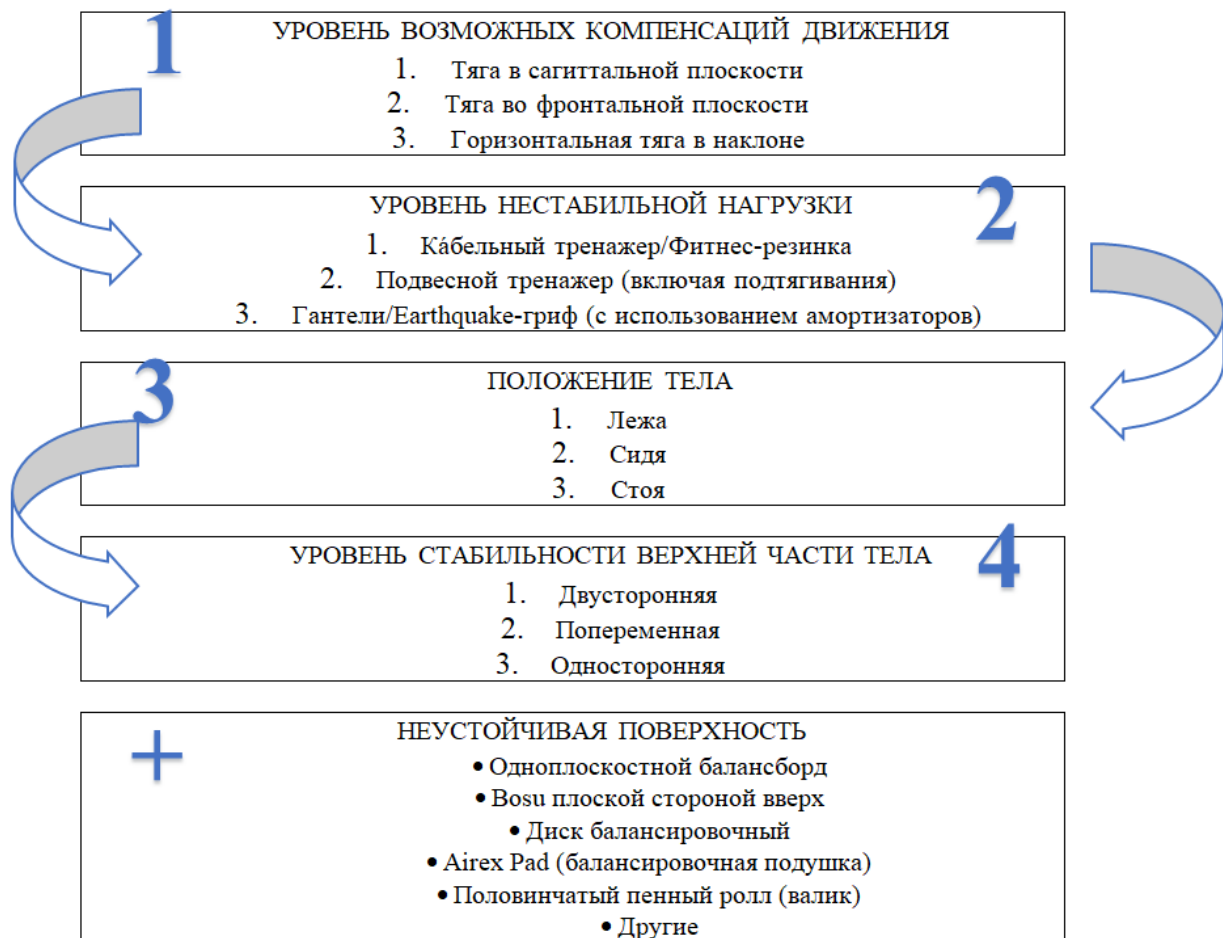 1
УРОВЕНЬ ВОЗМОЖНЫХ КОМПЕНСАЦИЙ ДВИЖЕНИЯ
1. Тяга в сагиттальной плоскости
2. Тяга во фронтальной плоскости
3. Горизонтальная тяга в наклоне
2
УРОВЕНЬ НЕСТАБИЛЬНОЙ НАГРУЗКИ
1. Ка́бельный тренажер/Фитнес-резинка
2. Подвесной тренажер (включая подтягивания)
3. Гантели/Earthquake-гриф (с использованием амортизаторов)
3
ПОЛОЖЕНИЕ ТЕЛА
1. Лежа
2. Сидя
3. Стоя
4
УРОВЕНЬ СТАБИЛЬНОСТИ ВЕРХНЕЙ ЧАСТИ ТЕЛА
1. Двусторонняя
2. Попеременная
3. Односторонняя
+
НЕУСТОЙЧИВАЯ ПОВЕРХНОСТЬ
• Одноплоскостной балансборд
• Bosu плоской стороной вверх
• Диск балансировочный
• Airex Pad (балансировочная подушка)
• Половинчатый пенный ролл (валик)
• Другие